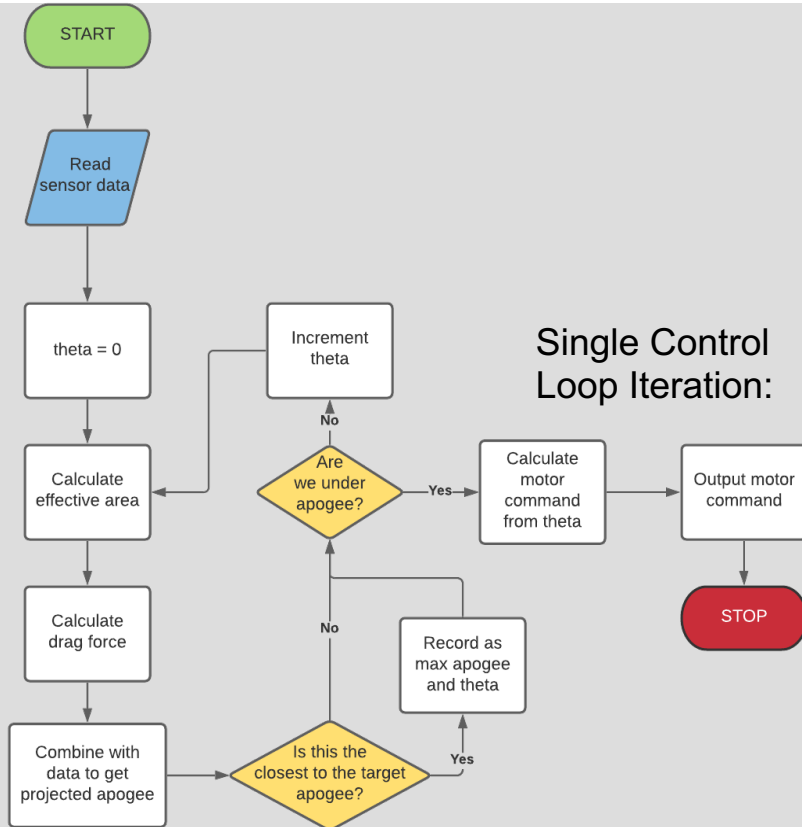 START
Read
sensor data
theta = 0
Increment
theta
Single Control
Loop Iteration:
No
Calculate
effective area
Are
we under
apogee?
Yes
Calculate
motor
command
from theta
Output motor
command
Calculate
drag force
No
Record as
max apogee
and theta
STOP
Combine with
data to get
projected apogee
Is this the
closest to the target
apogee?
Yes